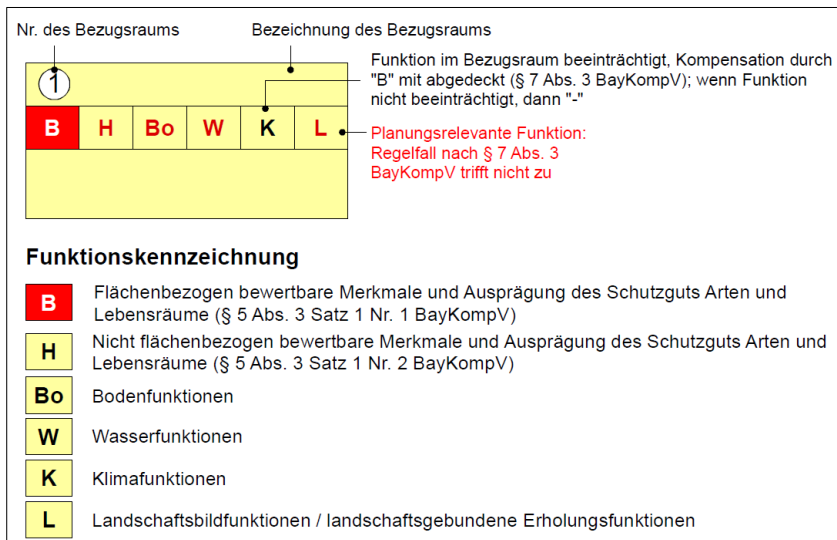 Nr. des Bezugsraums
Bezeichnung des Bezugsraums
Funktion im Bezugsraum beeinträchtigt, Kompensation durch
"B" mit abgedeckt (§ 7 Abs. 3 BayKompV); wenn Funktion
nicht beeinträchtigt, dann "-"
1
B H Bo W K L
Planungsrelevante Funktion:
Regelfall nach § 7 Abs. 3
BayKompV trifft nicht zu
Funktionskennzeichnung
B Flächenbezogen bewertbare Merkmale und Ausprägung des Schutzguts Arten und
Lebensräume (§ 5 Abs. 3 Satz 1 Nr. 1 BayKompV)
H Nicht flächenbezogen bewertbare Merkmale und Ausprägung des Schutzguts Arten und
Lebensräume (§ 5 Abs. 3 Satz 1 Nr. 2 BayKompV)
Bo Bodenfunktionen
W Wasserfunktionen
K Klimafunktionen
L Landschaftsbildfunktionen / landschaftsgebundene Erholungsfunktionen